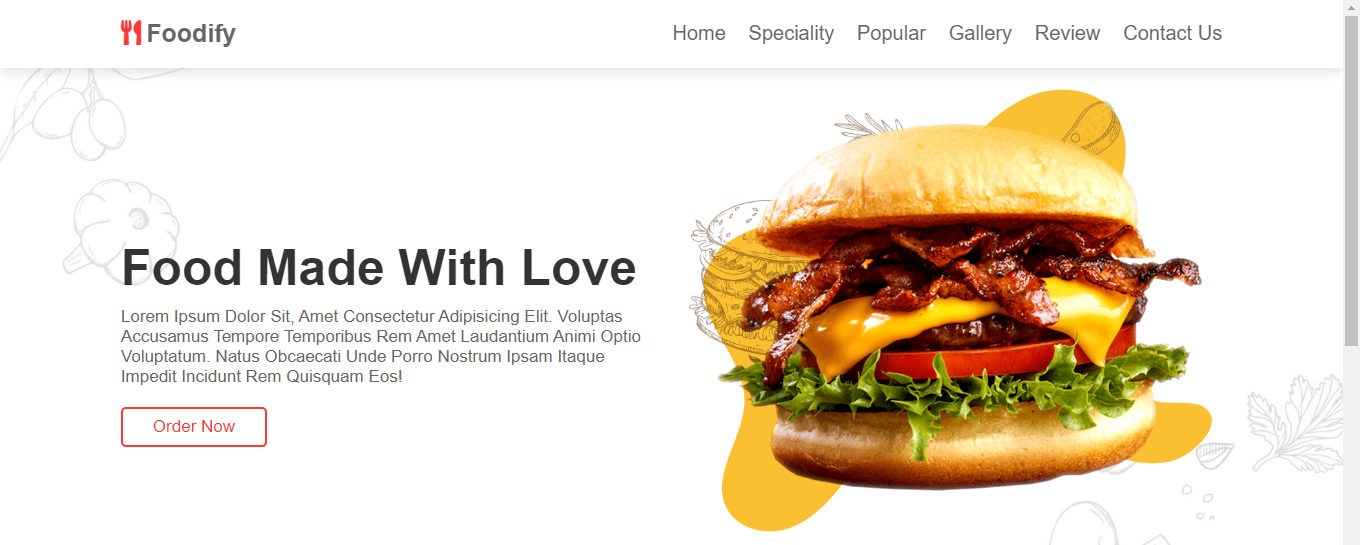 Foodify
Home Speciality Popular Gallery Review Contact Us
Food Made With Love
Lorem Ipsum Dolor Sit, Amet Consectetur Adipisicing Elit. Voluptas
Accusamus Tempore Temporibus Rem Amet Laudantium Animi Optio
Voluptatum. Natus Obcaecati Unde Porro Nostrum Ipsam Itaque
Impedit Incidunt Rem Quisquam Eos!
Order Now